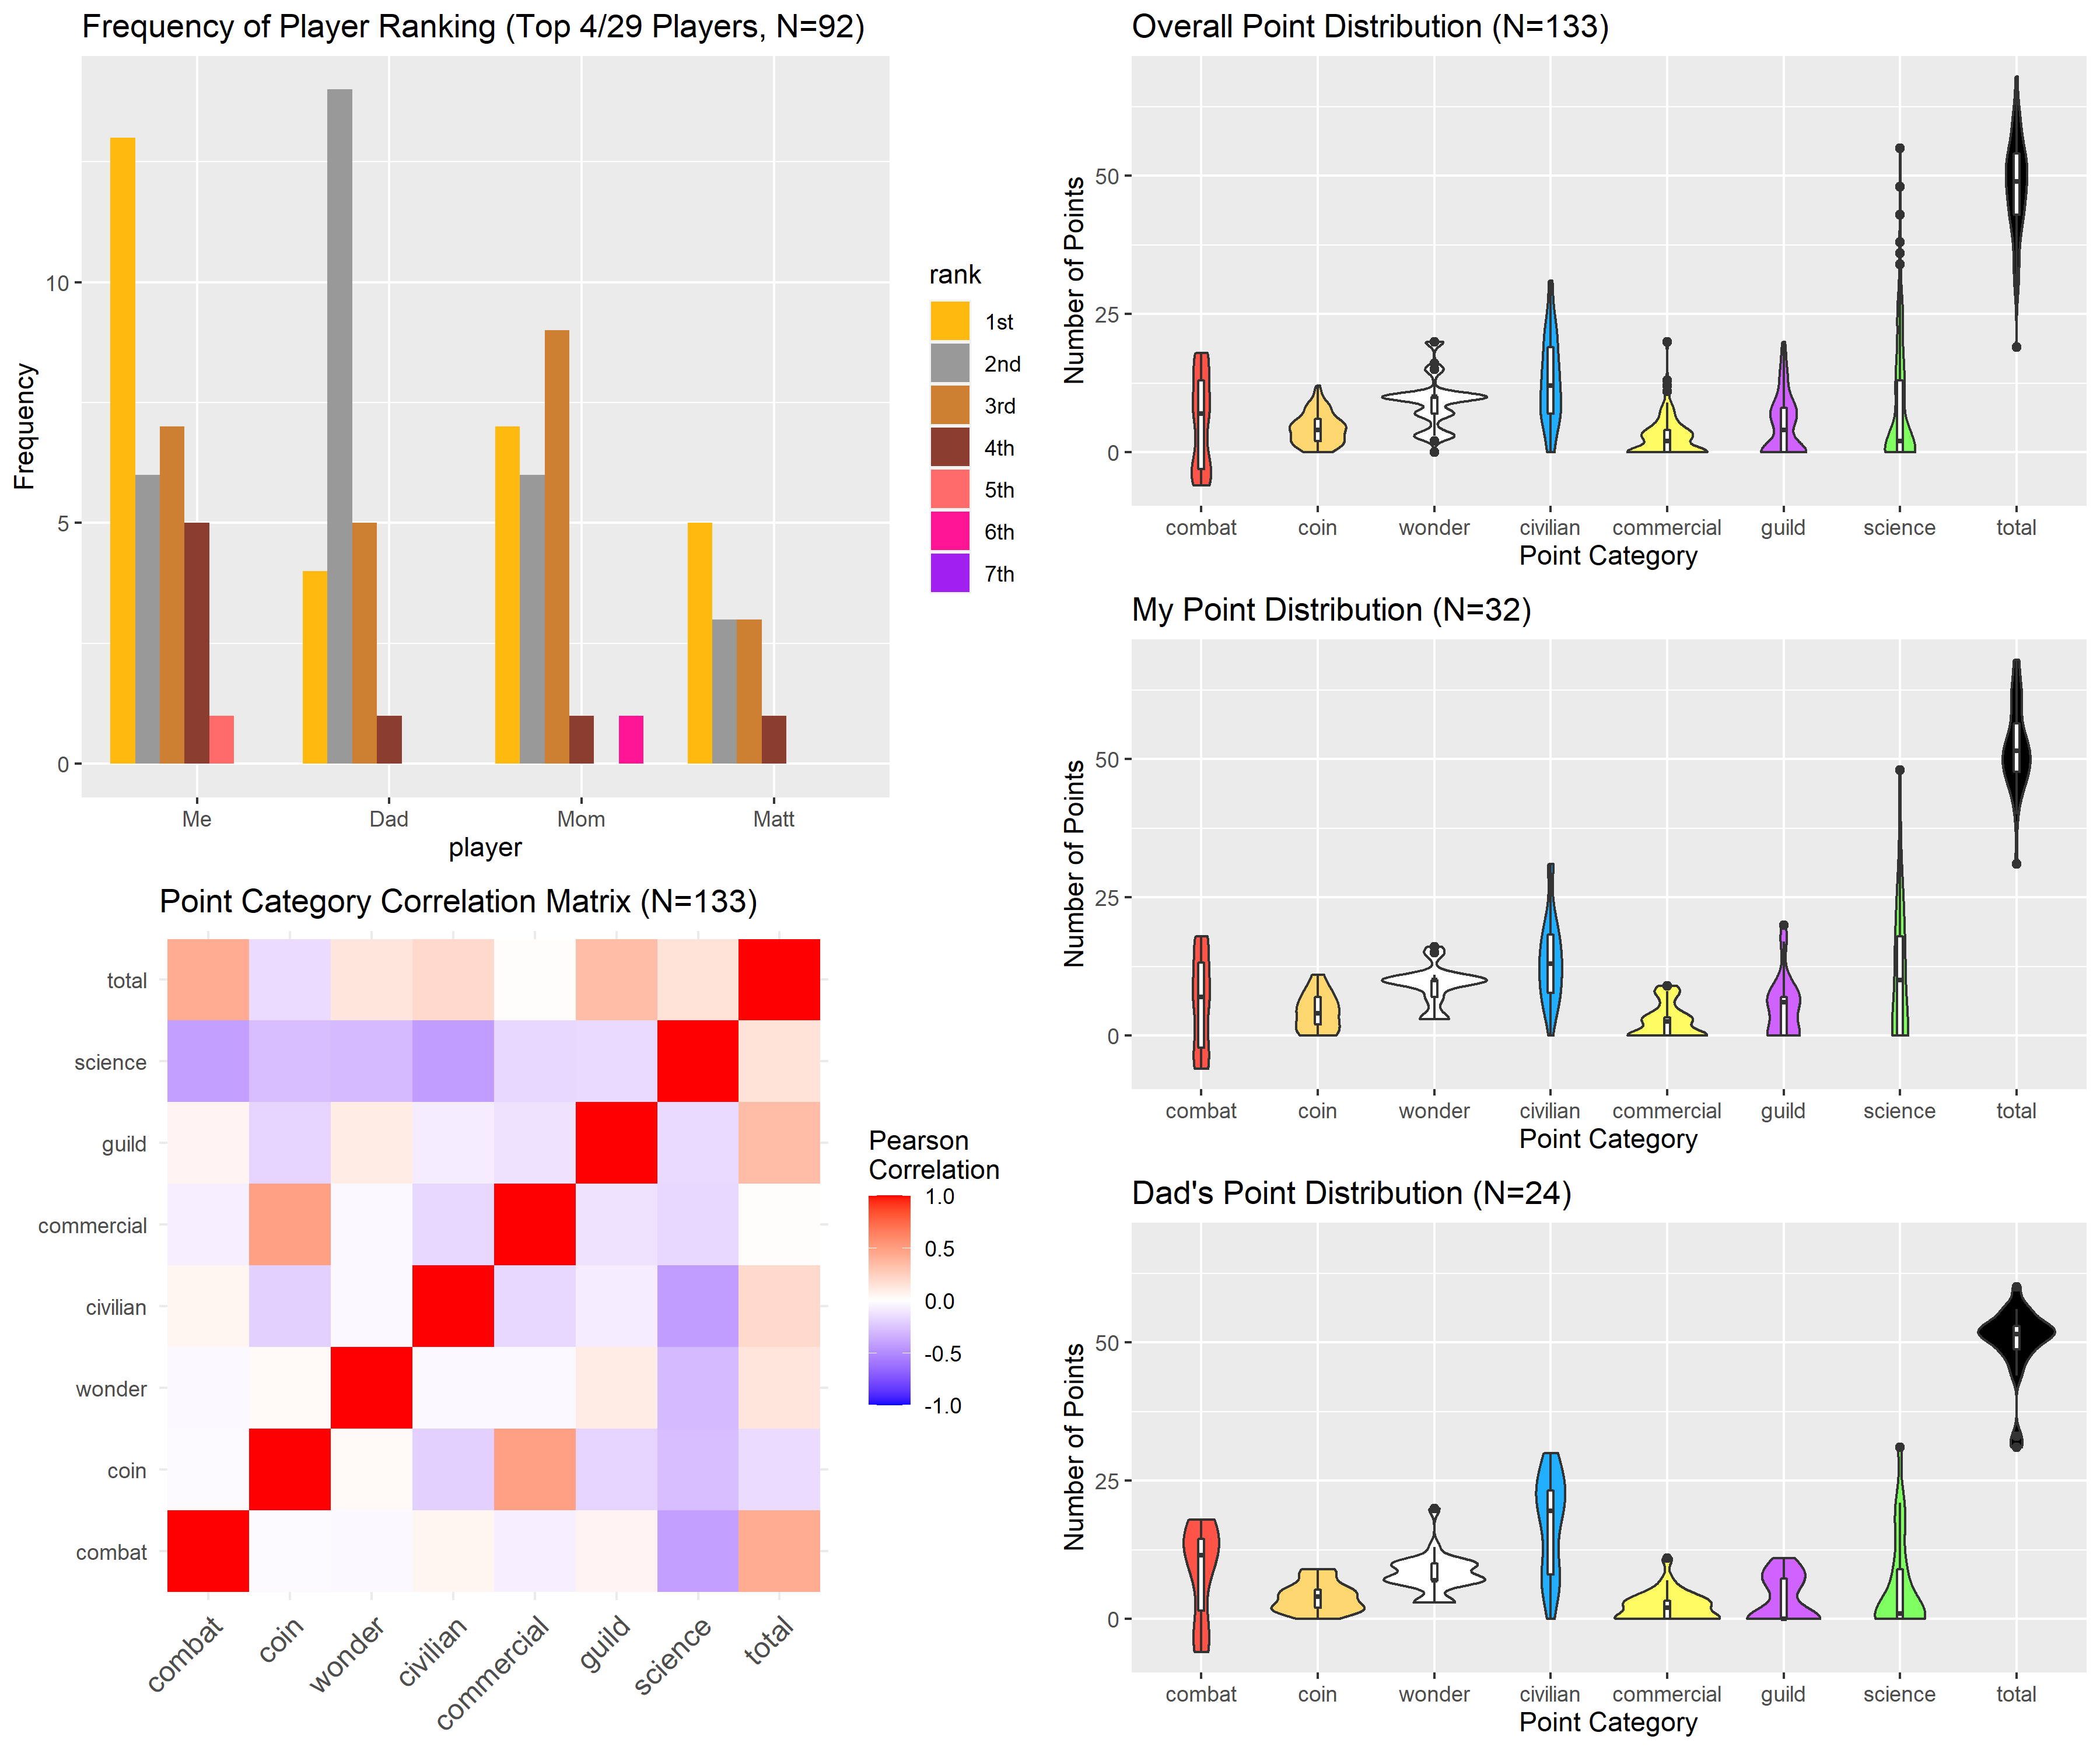 Frequency of Player Ranking (Top 4/29 Players, N=92)
Frequency
10
5
0
Me Dad Mom Matt
player
rank
1st
2nd
3rd
4th
5th
6th
7th
Point Category Correlation Matrix (N=133)
total
science
guild
commercial
civilian
wonder
coin
combat
combat coin wonder civilian commercial guild science total
Pearson
Correlation
1.0
0.5
0.0
-0.5
-1.0
Overall Point Distribution (N=133)
Number of Points
50
25
0
combat coin wonder civilian commercial guild science total
Point Category
My Point Distribution (N=32)
Number of Points
50
25
0
combat coin wonder civilian commercial guild science total
Point Category
Dad's Point Distribution (N=24)
Number of Points
50
25
0
combat coin wonder civilian commercial guild science total
Point Category